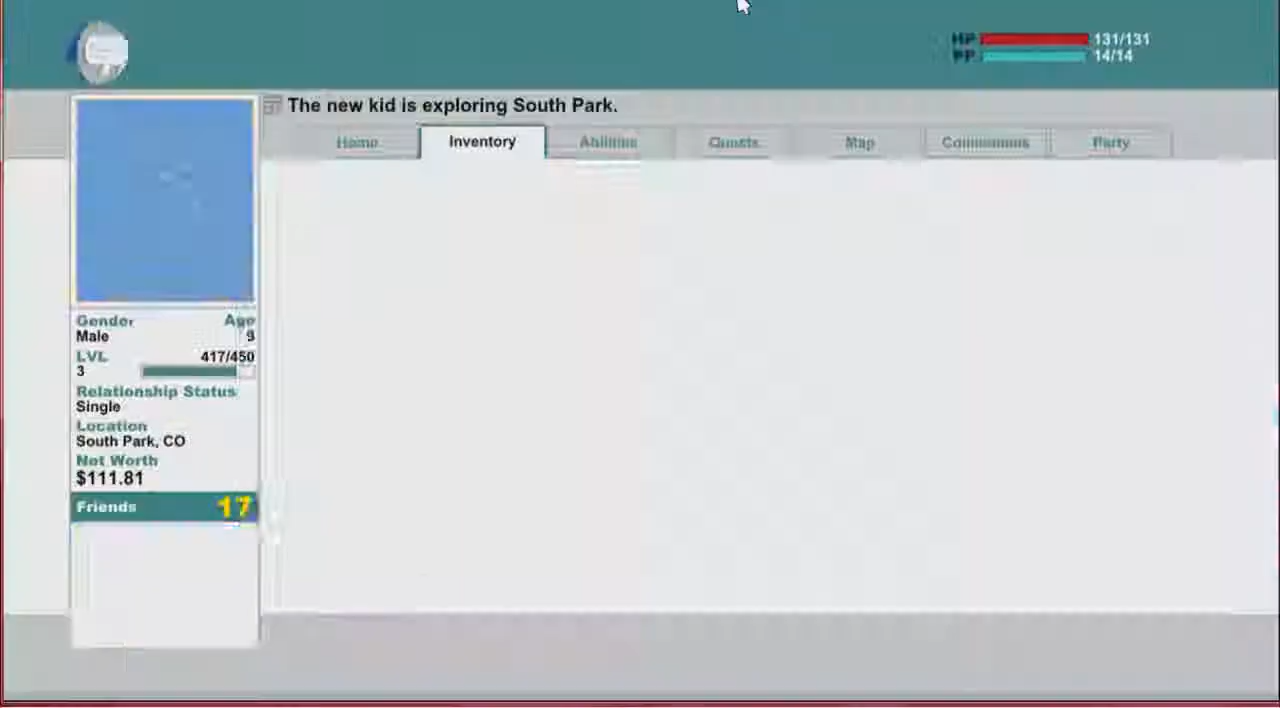 HP 131/131
PP 14/14
The new kid is exploring South Park.
Home Inventory Abilities Quests Map Collectibles Party
Gender Age
Male 9
LVL 417/450
3
Relationship Status
Single
Location
South Park, CO
Net Worth
$111.81
Friends 17